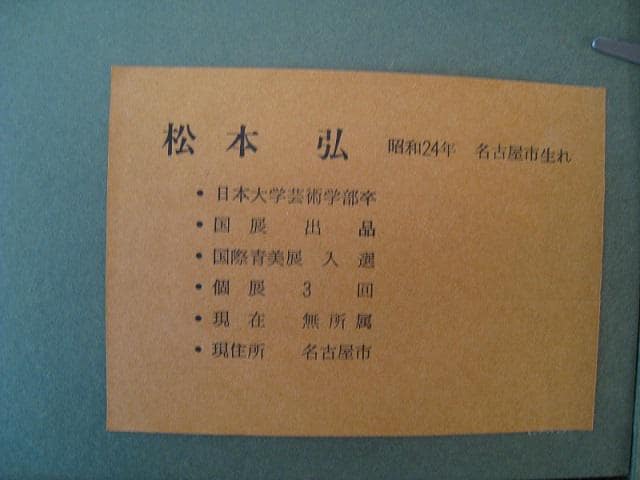 松本 弘 昭和24年 名古屋市生れ
・日本大学芸術学部卒
・国展 出品
・国際青美展 入選
・個展 3回
・現在 無所属
・現住所 名古屋市